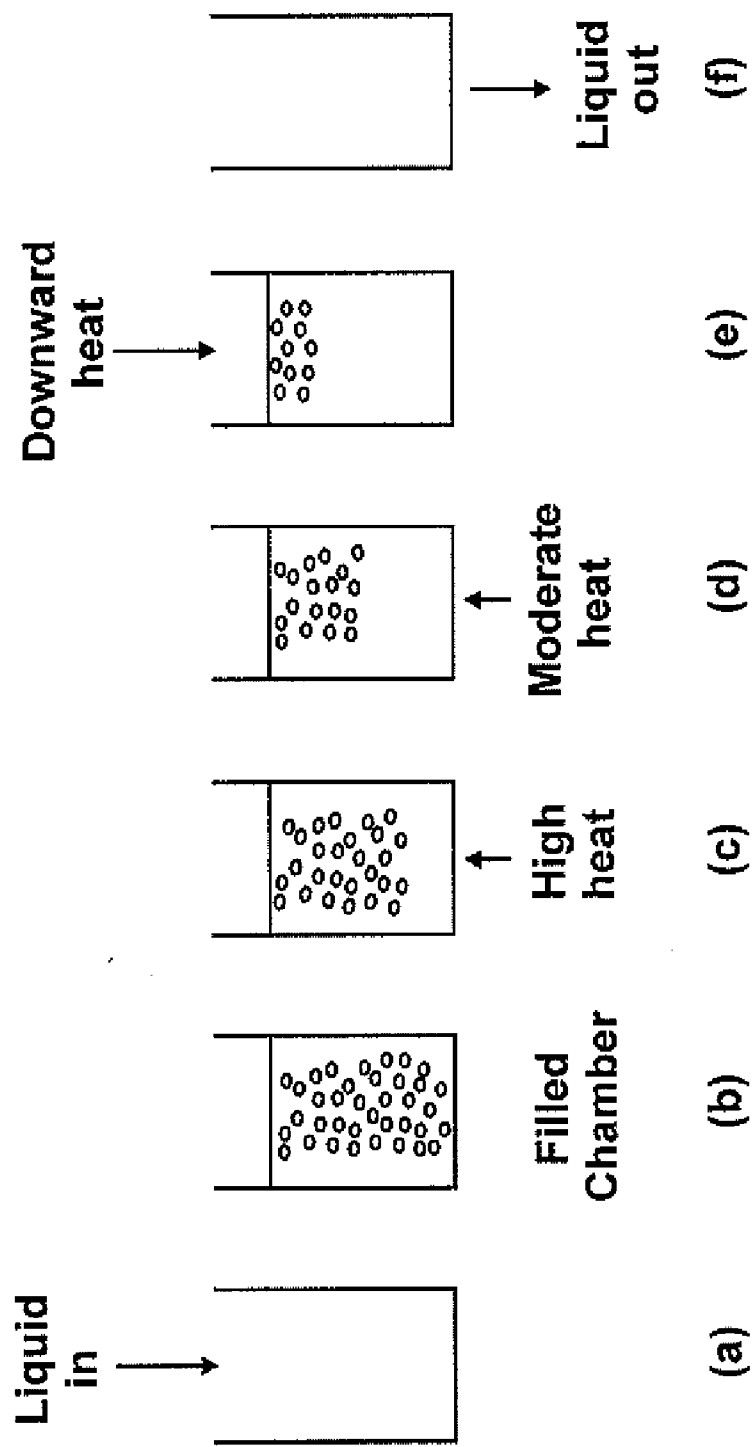 Liquid
in
(a)
Filled
Chamber
(b)
High
heat
(c)
Moderate
heat
(d)
Downward
heat
(e)
Liquid
out
(f)